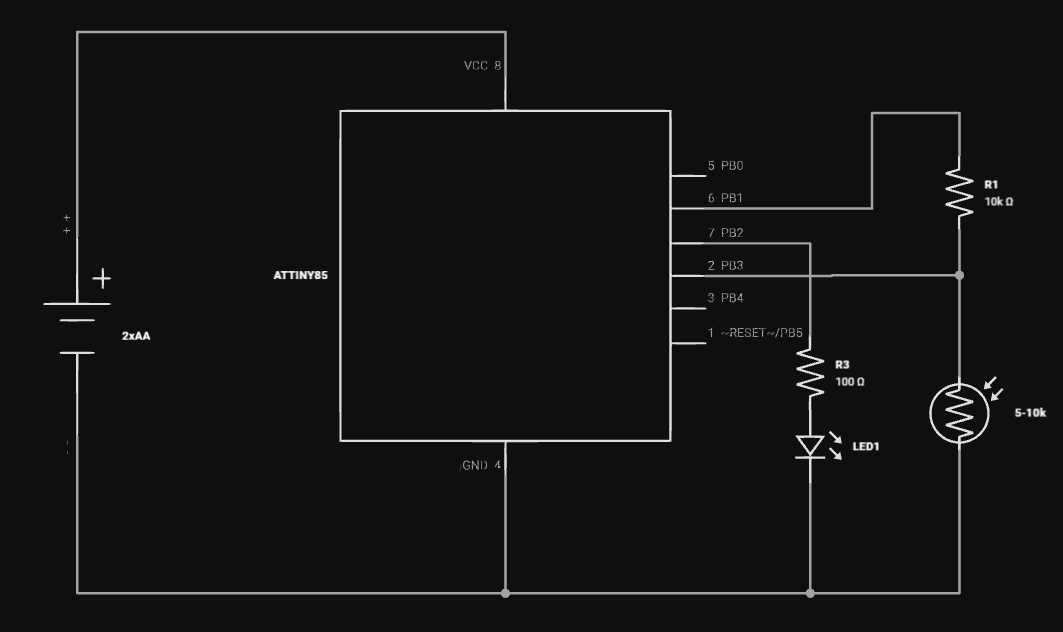 VCC 8
5 PB0
6 PB1
R1
10k Ω
7 PB2
2 PB3
ATTINY85
+
3 PB4
1 ~RESET~/PB5
2xAA
R3
100 Ω
5-10k
LED1
GND 4